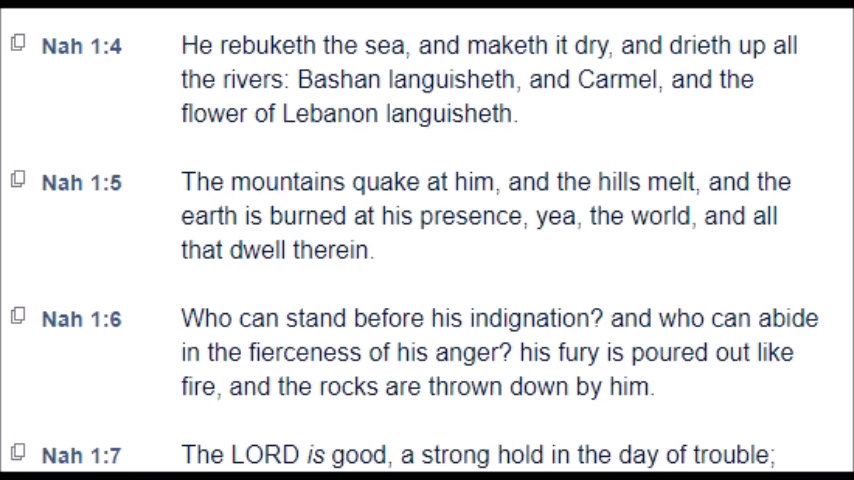 Nah 1:4 He rebuketh the sea, and maketh it dry, and drieth up all
the rivers: Bashan languisheth, and Carmel, and the
flower of Lebanon languisheth.
Nah 1:5 The mountains quake at him, and the hills melt, and the
earth is burned at his presence, yea, the world, and all
that dwell therein.
Nah 1:6 Who can stand before his indignation? and who can abide
in the fierceness of his anger? his fury is poured out like
fire, and the rocks are thrown down by him.
Nah 1:7 The LORD is good, a strong hold in the day of trouble;